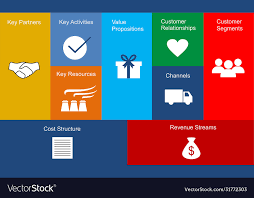 Key Partners
Key Activities
Value
Propositions
Customer
Relationships
Customer
Segments
Key Resources
Channels
Cost Structure
Revenue Streams
$
VectorStock®
VectorStock.com/31772303